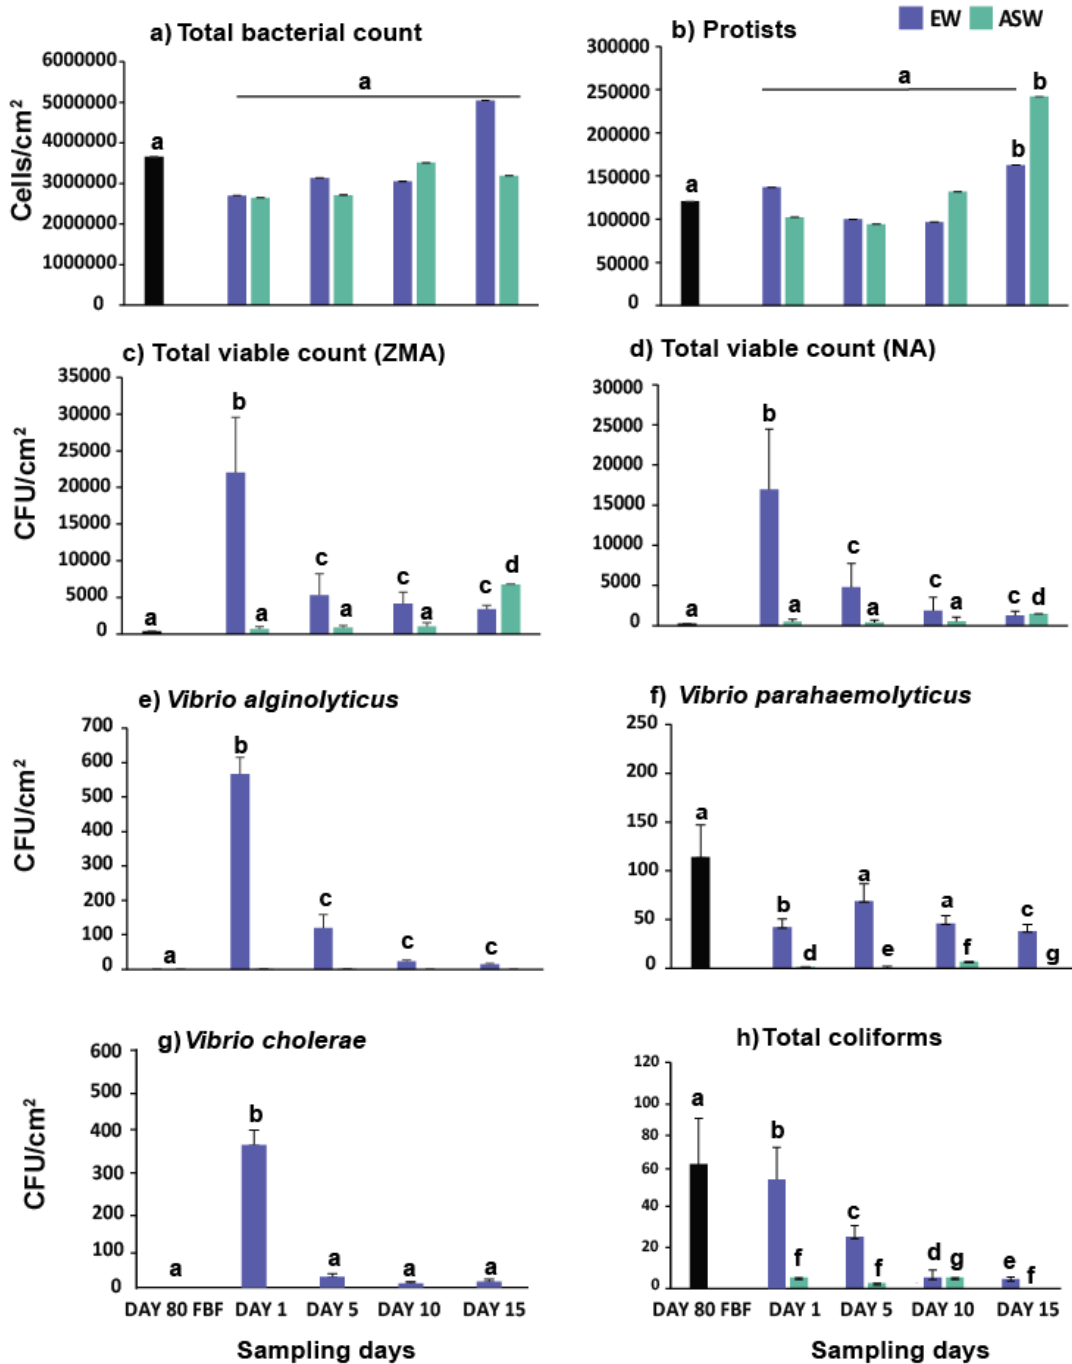 EW ASW
a) Total bacterial count
b) Protists
Cells/cm2
6000000
5000000
4000000
3000000
2000000
1000000
0
a
a
300000
250000
200000
150000
100000
50000
0
a
a
b
b
c) Total viable count (ZMA)
d) Total viable count (NA)
CFU/cm2
35000
30000
25000
20000
15000
10000
5000
0
a
b
a
c
a
c
a
c
d
30000
25000
20000
15000
10000
5000
0
a
b
a
c
a
c
a
c
d
e) Vibrio alginolyticus
f) Vibrio parahaemolyticus
CFU/cm2
700
600
500
400
300
200
100
0
a
b
c
c
c
250
200
150
100
50
0
a
b
d
a
e
a
f
c
g
g) Vibrio cholerae
h) Total coliforms
CFU/cm2
600
500
400
300
200
100
0
a
b
a
a
a
120
100
80
60
40
20
0
a
b
f
c
f
d
g
e
f
DAY 80 FBF DAY 1 DAY 5 DAY 10 DAY 15
DAY 80 FBF DAY 1 DAY 5 DAY 10 DAY 15
Sampling days
Sampling days